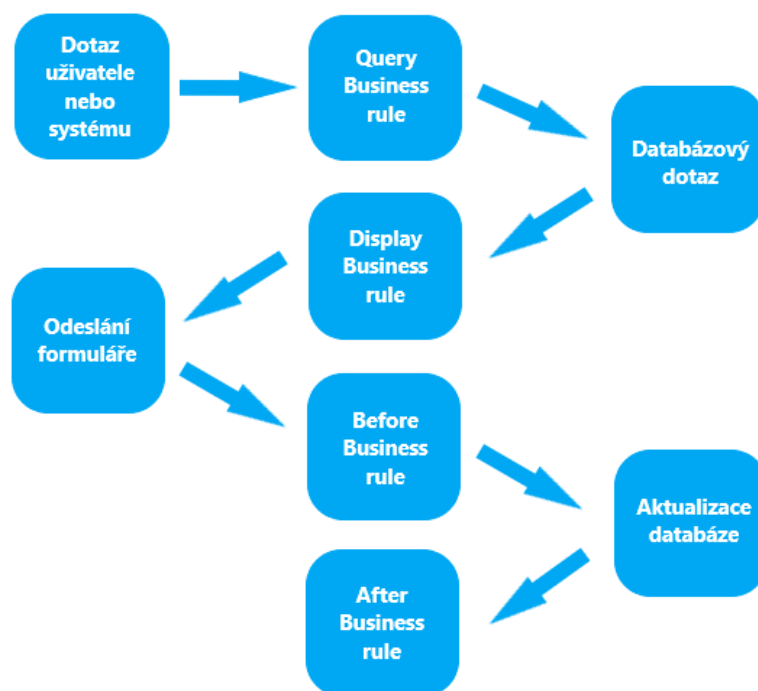 Dotaz
uživatele
nebo
systému
Query
Business
rule
Databázový
dotaz
Display
Business
rule
Odeslání
formuláře
Before
Business
rule
Aktualizace
databáze
After
Business
rule